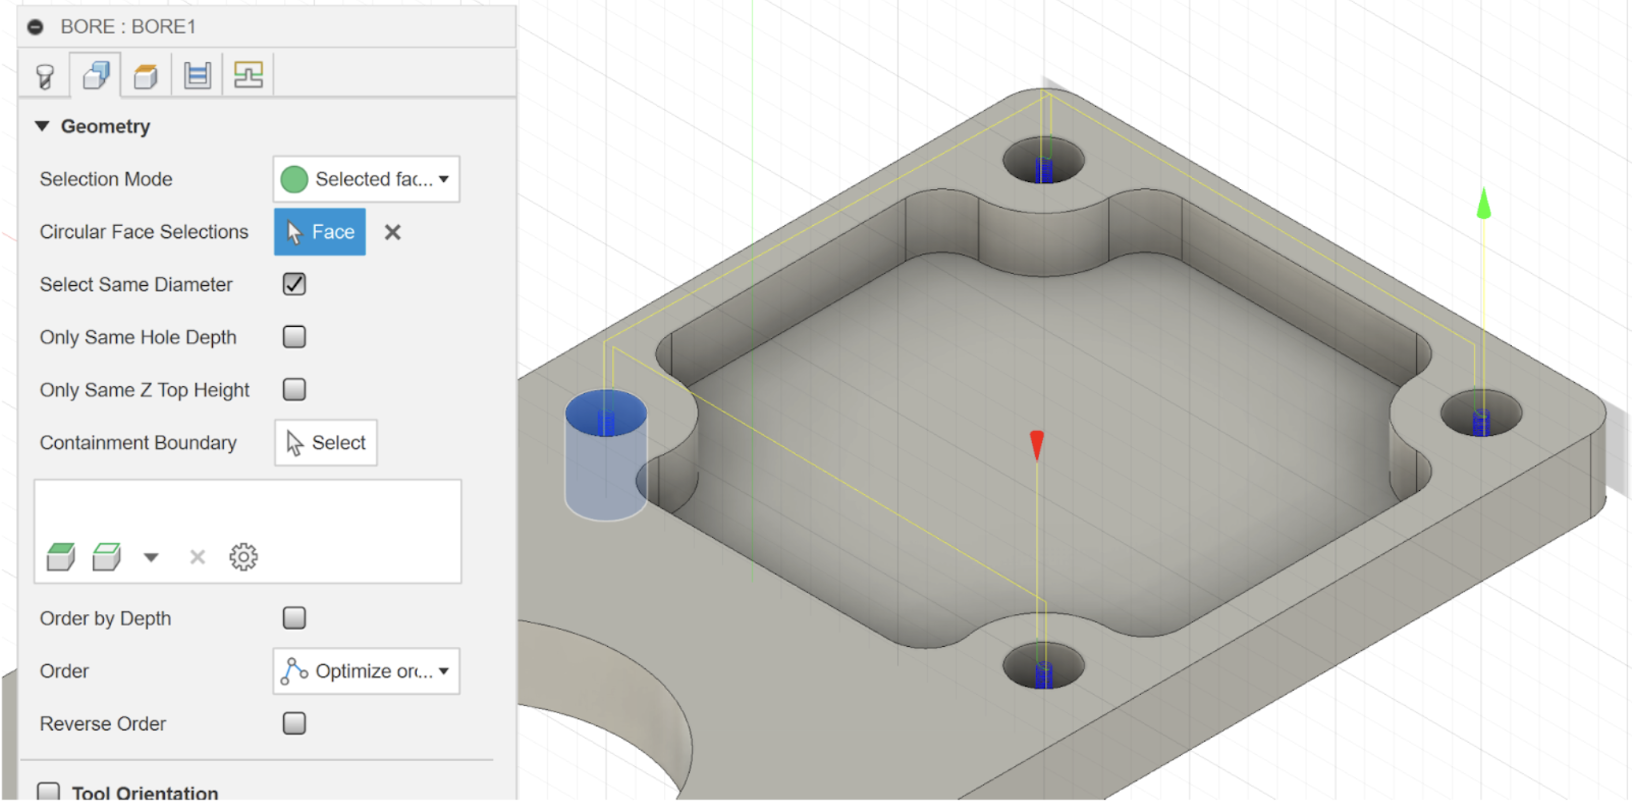 BORE : BORE1
Geometry
Selection Mode Selected fac...
Circular Face Selections Face
Select Same Diameter
Only Same Hole Depth
Only Same Z Top Height
Containment Boundary Select
Order by Depth
Order Optimize orc...
Reverse Order
Tool Orientation